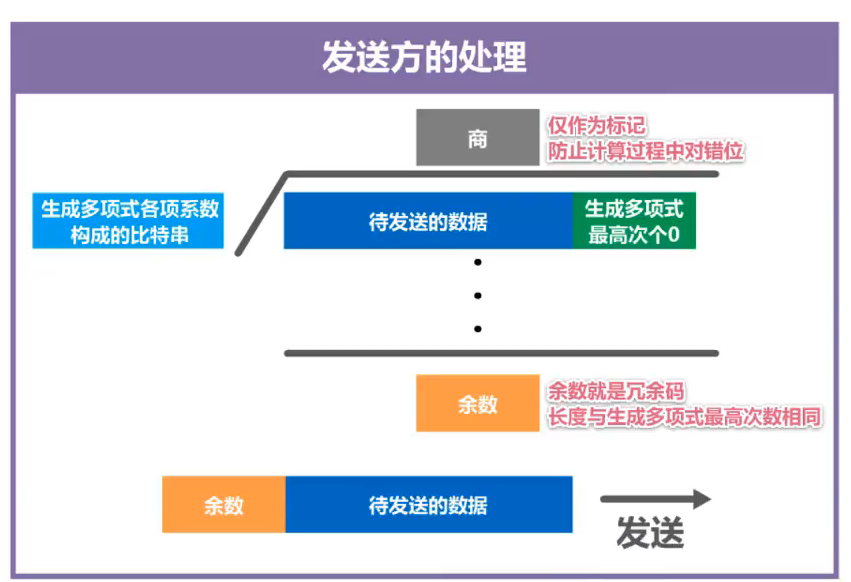 发送方的处理
商
仅作为标记
防止计算过程中对错位
生成多项式各项系数
构成的比特串
待发送的数据
生成多项式
最高次个0
余数
余数就是冗余码
长度与生成多项式最高次数相同
余数
待发送的数据
发送